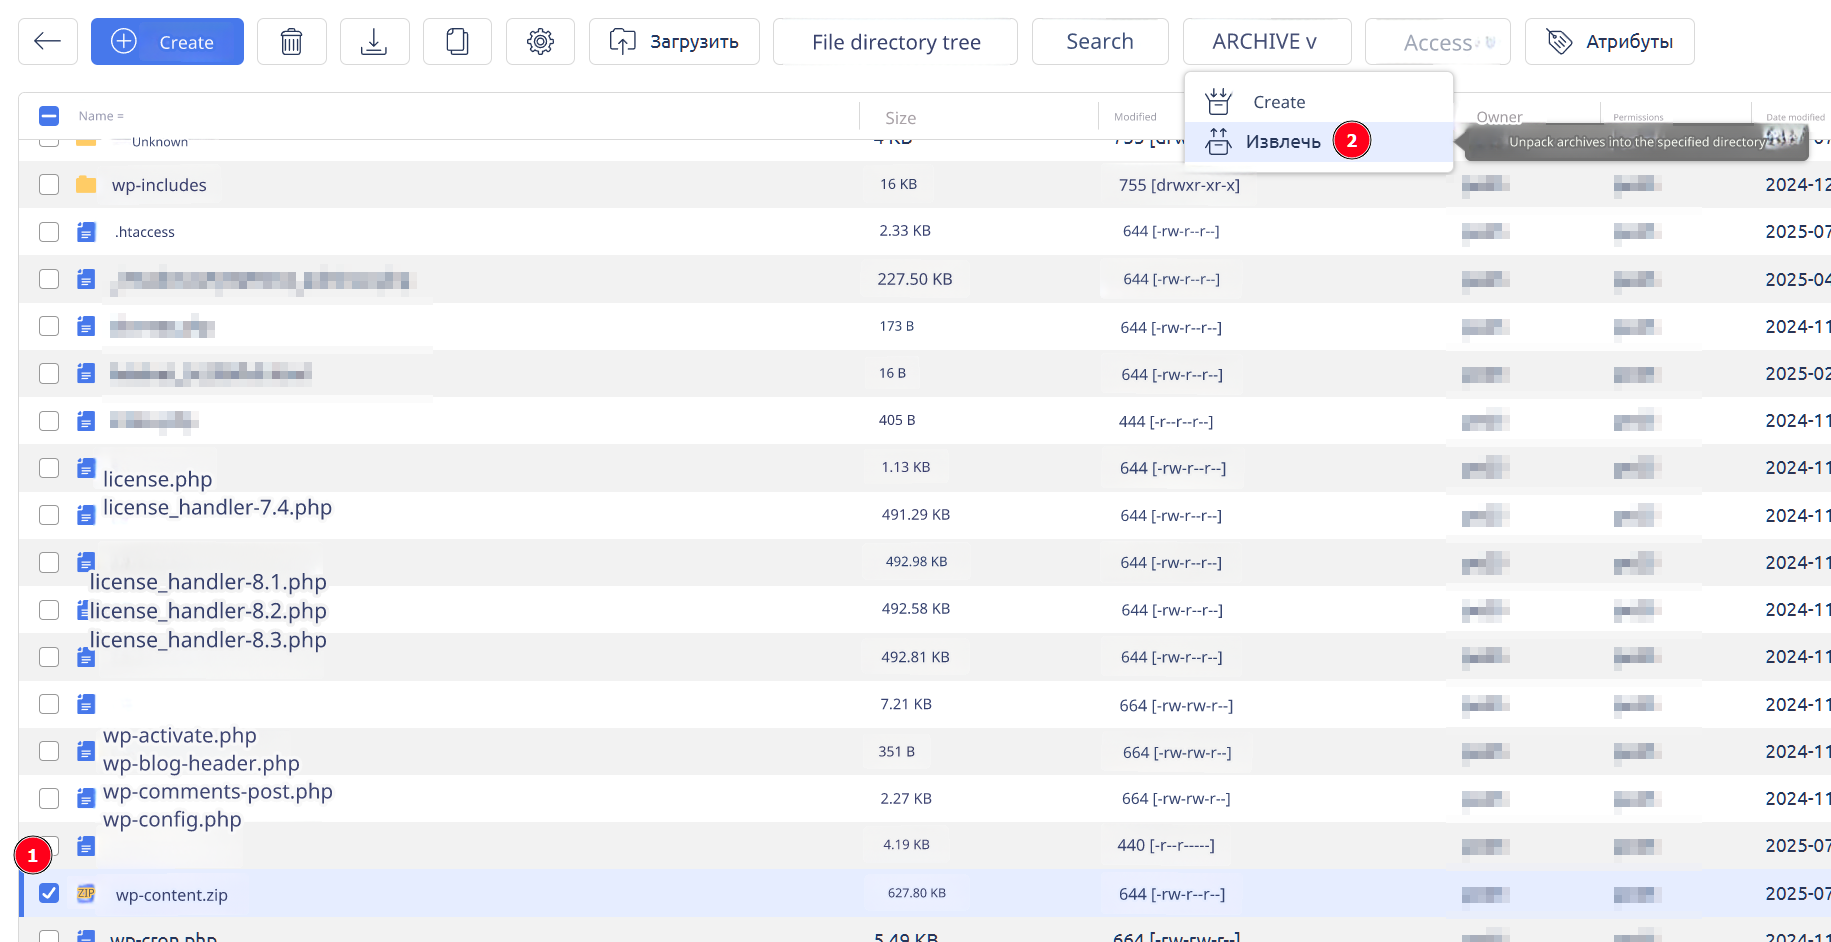 Create
Загрузить
File directory tree
Search
ARCHIVE v
Access
Атрибуты
Create
Извлечь
2
Unpack archives into the specified directory
Name =
Size
Modified
Owner
Permissions
Date modified
Unknown
4 KB
wp-includes
16 KB
755 [drwxr-xr-x]
2024-12
.htaccess
2.33 KB
644 [-rw-r--r--]
2025-07
227.50 KB
644 [-rw-r--r--]
2025-04
173 B
644 [-rw-r--r--]
2024-11
16 B
644 [-rw-r--r--]
2025-02
405 B
444 [-r--r--r--]
2024-11
license.php
1.13 KB
644 [-rw-r--r--]
2024-11
license_handler-7.4.php
491.29 KB
644 [-rw-r--r--]
2024-11
license_handler-8.1.php
492.98 KB
644 [-rw-r--r--]
2024-11
license_handler-8.2.php
492.58 KB
644 [-rw-r--r--]
2024-11
license_handler-8.3.php
492.81 KB
644 [-rw-r--r--]
2024-11
wp-activate.php
7.21 KB
664 [-rw-rw-r--]
2024-11
wp-blog-header.php
351 B
664 [-rw-rw-r--]
2024-11
wp-comments-post.php
2.27 KB
664 [-rw-rw-r--]
2024-11
wp-config.php
4.19 KB
440 [-r--r-----]
2025-07
1
ZIP
wp-content.zip
627.80 KB
644 [-rw-r--r--]
2025-07
wp-cron.php
5.49 KB
664 [-rw-rw-r--]
2024-11